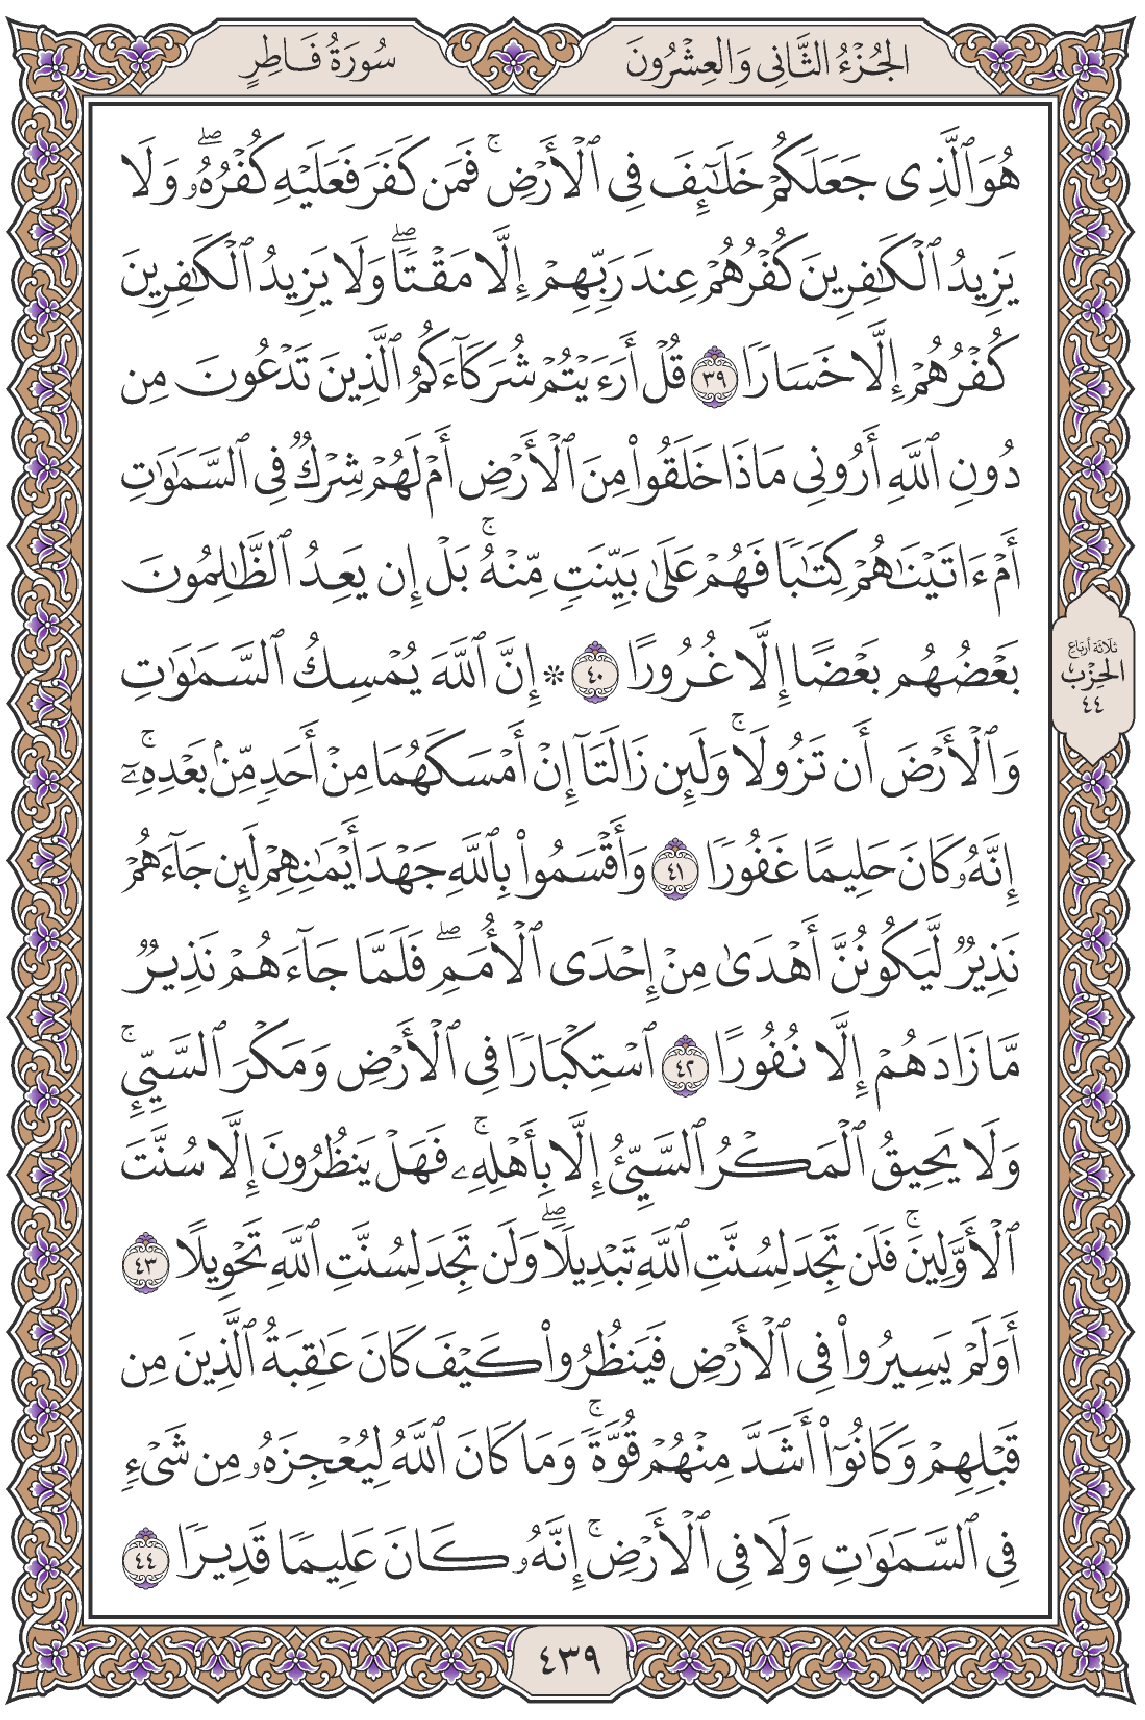 الجُزْءُ الثَّانِي وَالعِشْرُونَ
سُورَةُ فَاطِرٍ
هُوَ ٱلَّذِى جَعَلَكُمْ خَلَـٰٓئِفَ فِى ٱلْأَرْضِ ۚ فَمَن كَفَرَ فَعَلَيْهِ كُفْرُهُۥ ۖ وَلَا
يَزِيدُ ٱلْكَـٰفِرِينَ كُفْرُهُمْ عِندَ رَبِّهِمْ إِلَّا مَقْتًا ۖ وَلَا يَزِيدُ ٱلْكَـٰفِرِينَ
كُفْرُهُمْ إِلَّا خَسَارًا ٣٩ قُلْ أَرَءَيْتُمْ شُرَكَآءَكُمُ ٱلَّذِينَ تَدْعُونَ مِن
دُونِ ٱللَّهِ أَرُونِى مَاذَا خَلَقُوا۟ مِنَ ٱلْأَرْضِ أَمْ لَهُمْ شِرْكٌ فِى ٱلسَّمَـٰوَٰتِ
أَمْ ءَاتَيْنَـٰهُمْ كِتَـٰبًا فَهُمْ عَلَىٰ بَيِّنَتٍ مِّنْهُ ۚ بَلْ إِن يَعِدُ ٱلظَّـٰلِمُونَ
بَعْضُهُم بَعْضًا إِلَّا غُرُورًا ٤٠ ۞ إِنَّ ٱللَّهَ يُمْسِكُ ٱلسَّمَـٰوَٰتِ
وَٱلْأَرْضَ أَن تَزُولَا ۚ وَلَئِن زَالَتَآ إِنْ أَمْسَكَهُمَا مِنْ أَحَدٍ مِّنۢ بَعْدِهِۦٓ ۚ
إِنَّهُۥ كَانَ حَلِيمًا غَفُورًا ٤١ وَأَقْسَمُوا۟ بِٱللَّهِ جَهْدَ أَيْمَـٰنِهِمْ لَئِن جَآءَهُمْ
نَذِيرٌ لَّيَكُونُنَّ أَهْدَىٰ مِنْ إِحْدَى ٱلْأُمَمِ ۖ فَلَمَّا جَآءَهُمْ نَذِيرٌ
مَّا زَادَهُمْ إِلَّا نُفُورًا ٤٢ ٱسْتِكْبَارًا فِى ٱلْأَرْضِ وَمَكْرَ ٱلسَّيِّئِ ۚ
وَلَا يَحِيقُ ٱلْمَكْرُ ٱلسَّيِّئُ إِلَّا بِأَهْلِهِۦ ۚ فَهَلْ يَنظُرُونَ إِلَّا سُنَّتَ
ٱلْأَوَّلِينَ ۚ فَلَن تَجِدَ لِسُنَّتِ ٱللَّهِ تَبْدِيلًا ۖ وَلَن تَجِدَ لِسُنَّتِ ٱللَّهِ تَحْوِيلًا ٤٣
أَوَلَمْ يَسِيرُوا۟ فِى ٱلْأَرْضِ فَيَنظُرُوا۟ كَيْفَ كَانَ عَـٰقِبَةُ ٱلَّذِينَ مِن
قَبْلِهِمْ وَكَانُوٓا۟ أَشَدَّ مِنْهُمْ قُوَّةً ۚ وَمَا كَانَ ٱللَّهُ لِيُعْجِزَهُۥ مِن شَىْءٍ
فِى ٱلسَّمَـٰوَٰتِ وَلَا فِى ٱلْأَرْضِ ۚ إِنَّهُۥ كَانَ عَلِيمًا قَدِيرًا ٤٤
ثلاثة أرباع
الحِزْب
٤٤
٤٣٩